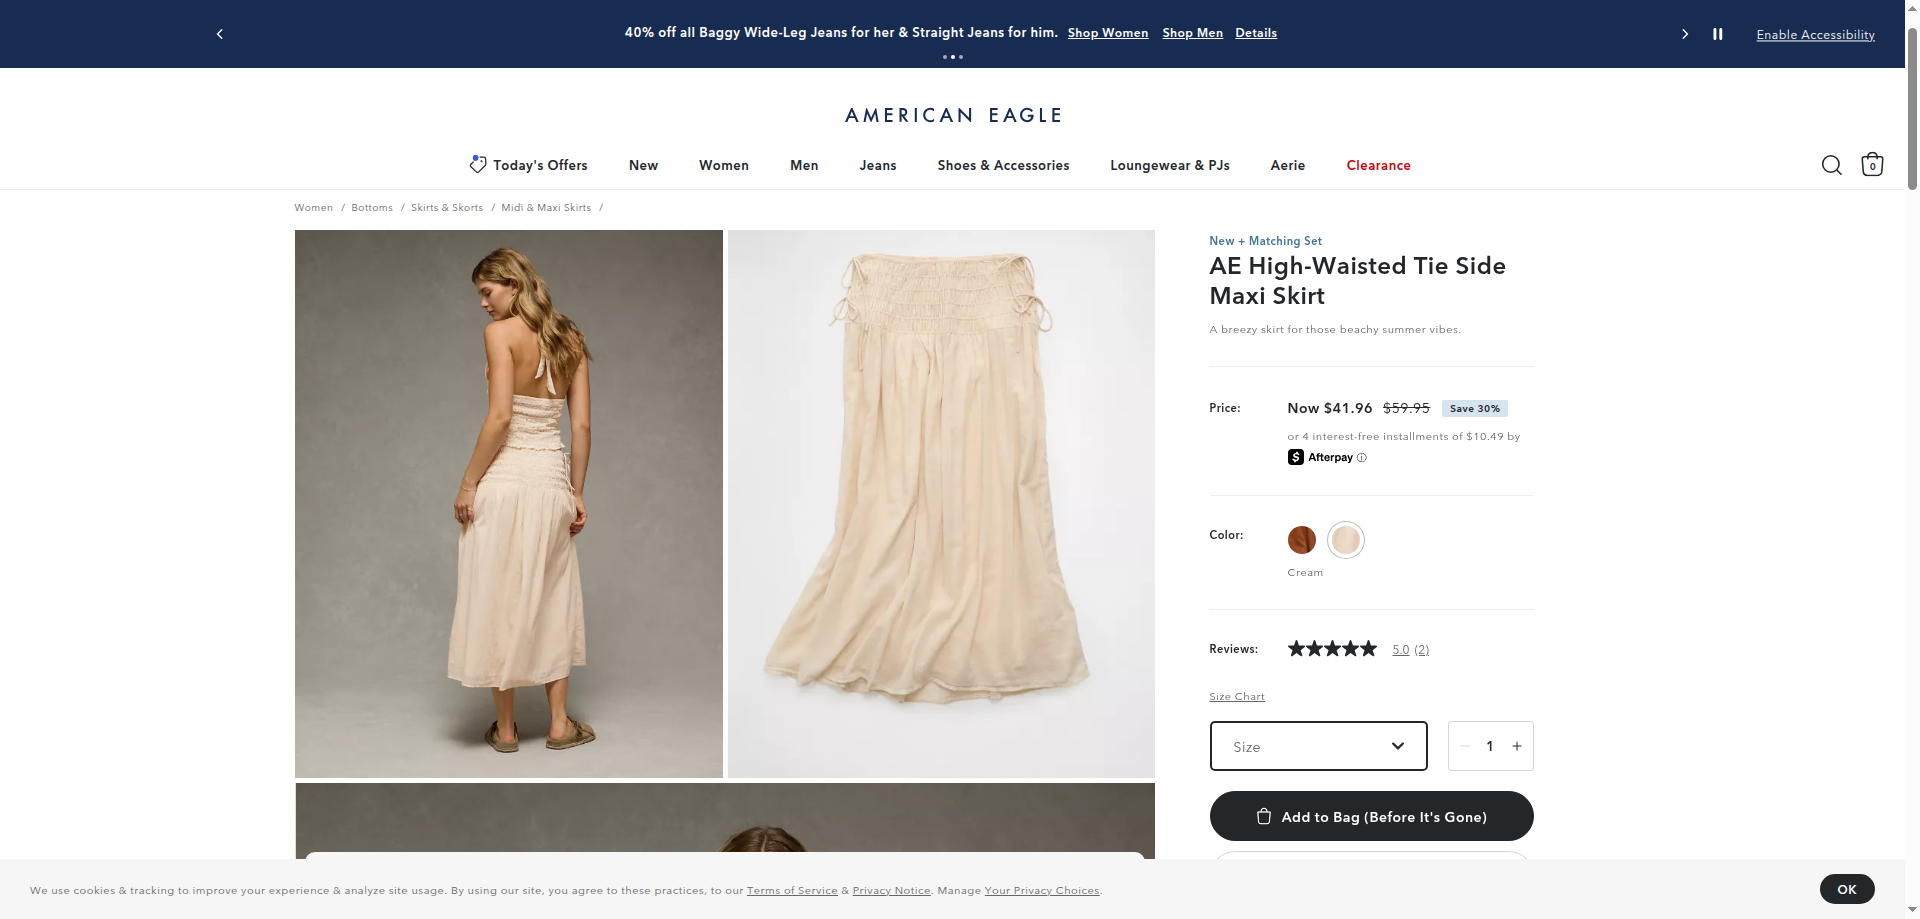 40% off all Baggy Wide-Leg Jeans for her & Straight Jeans for him. Shop Women Shop Men Details
Enable Accessibility
AMERICAN EAGLE
Today's Offers New Women Men Jeans Shoes & Accessories Loungewear & PJs Aerie Clearance
0
Women / Bottoms / Skirts & Skorts / Midi & Maxi Skirts /
New + Matching Set
AE High-Waisted Tie Side
Maxi Skirt
A breezy skirt for those beachy summer vibes.
Price: Now $41.96 $59.95 Save 30%
or 4 interest-free installments of $10.49 by
Afterpay
Color:
Cream
Reviews: 5.0 (2)
Size Chart
Size
1
Add to Bag (Before It's Gone)
We use cookies & tracking to improve your experience & analyze site usage. By using our site, you agree to these practices, to our Terms of Service & Privacy Notice. Manage Your Privacy Choices.
OK